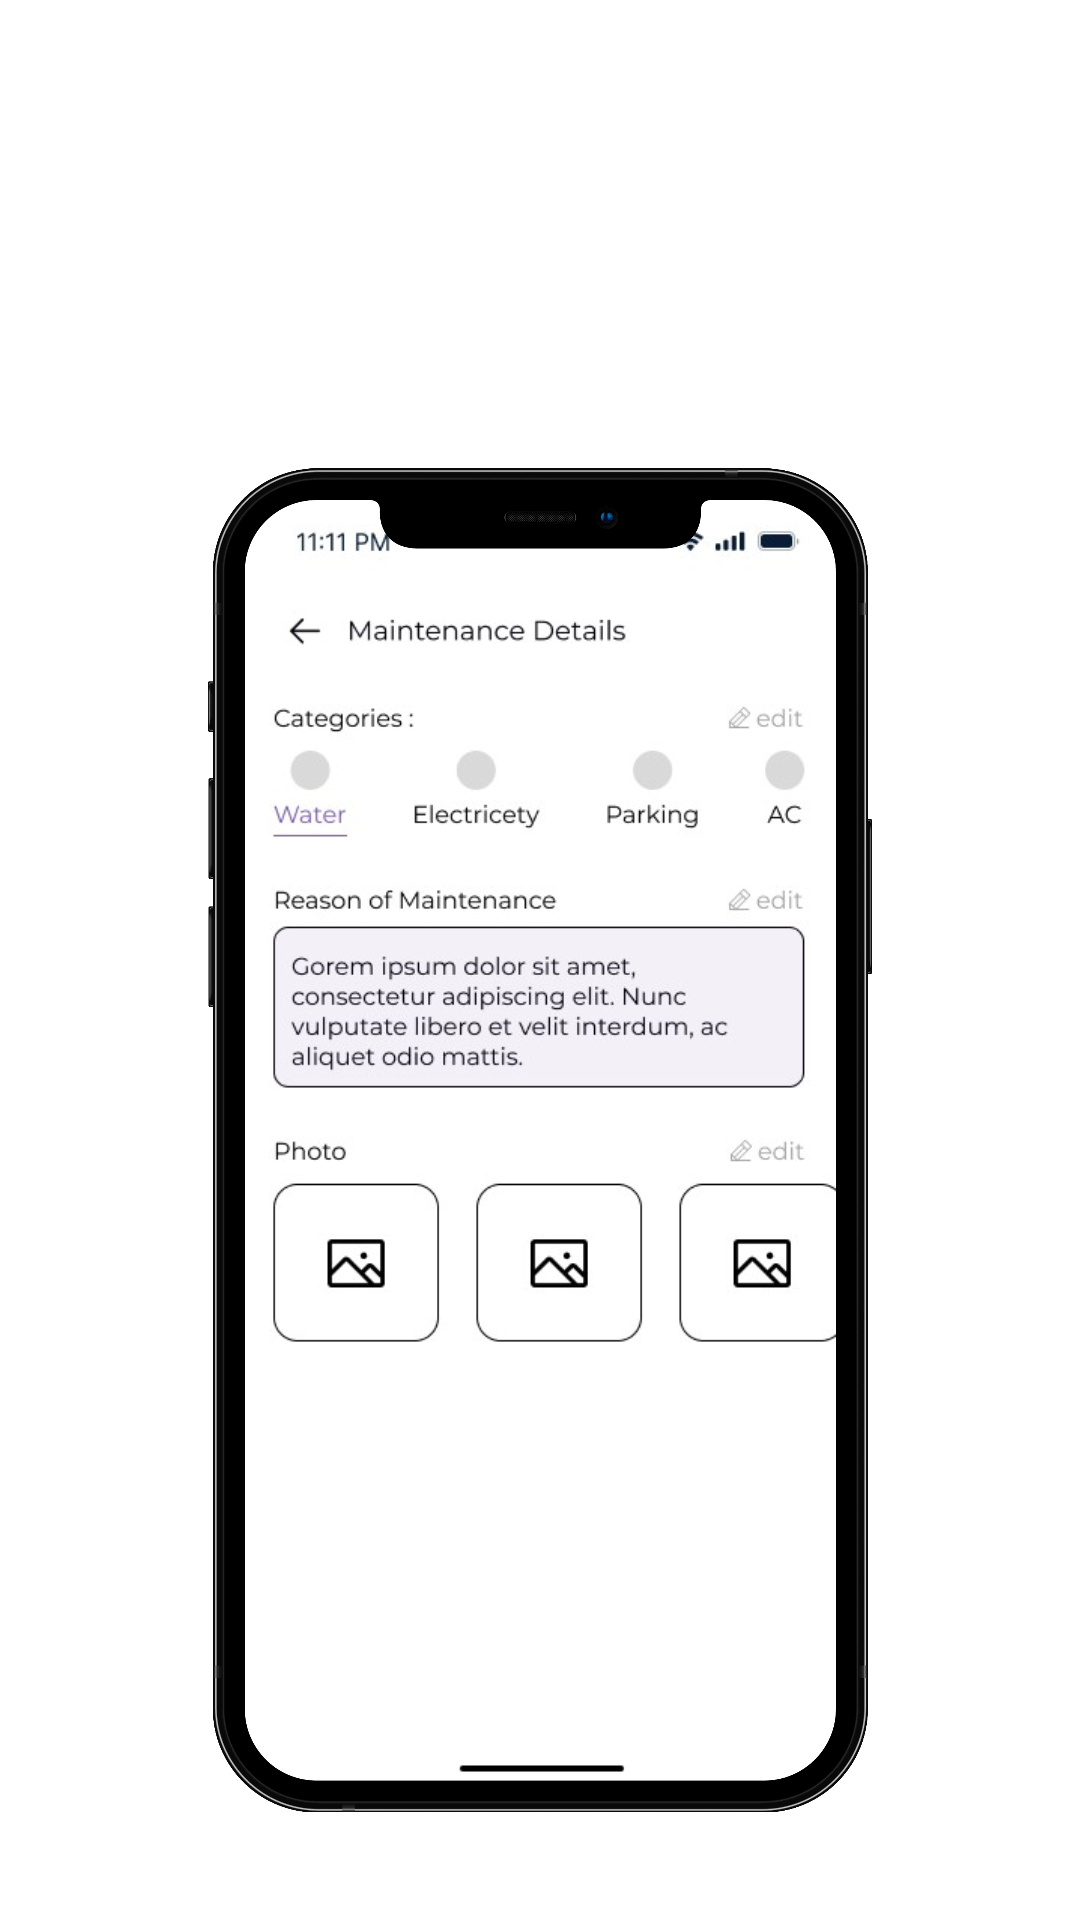 11:11 PM
Maintenance Details
Categories :
edit
Water
Electricety
Parking
AC
Reason of Maintenance
edit
Gorem ipsum dolor sit amet,
consectetur adipiscing elit. Nunc
vulputate libero et velit interdum, ac
aliquet odio mattis.
Photo
edit